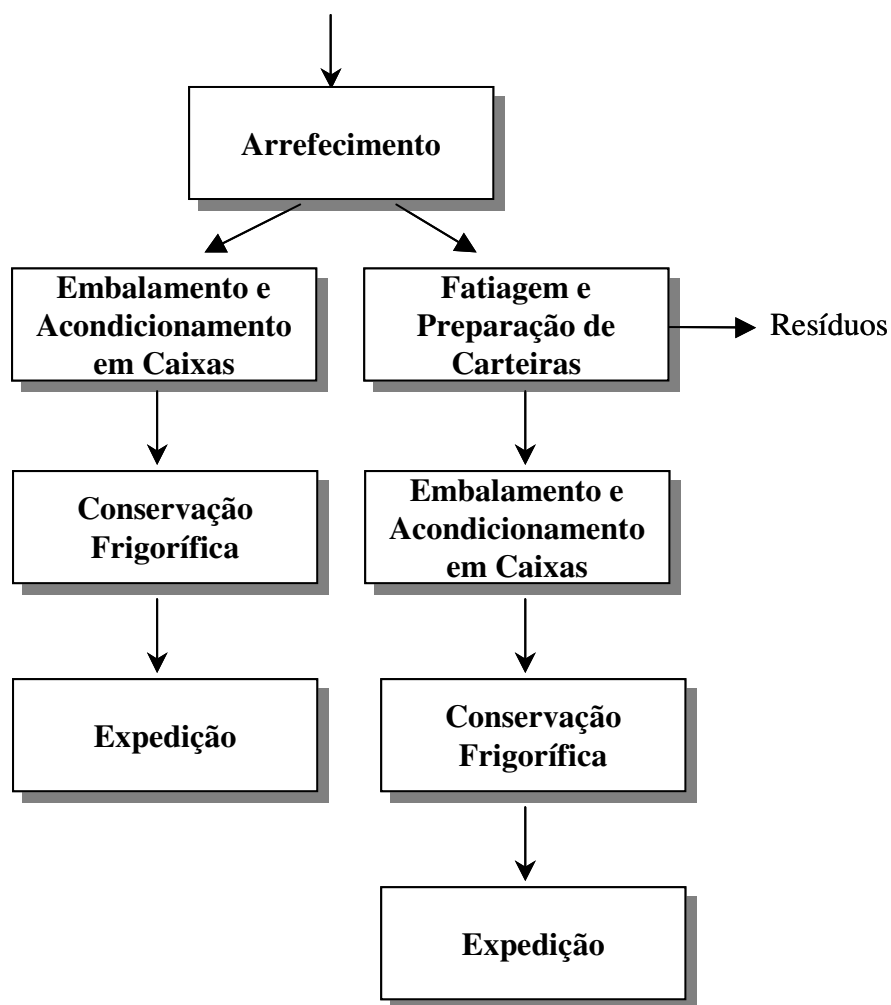 Arrefecimento
Embalamento e
Acondicionamento
em Caixas
Fatiagem e
Preparação de
Carteiras
Resíduos
Conservação
Frigorífica
Embalamento e
Acondicionamento
em Caixas
Expedição
Conservação
Frigorífica
Expedição